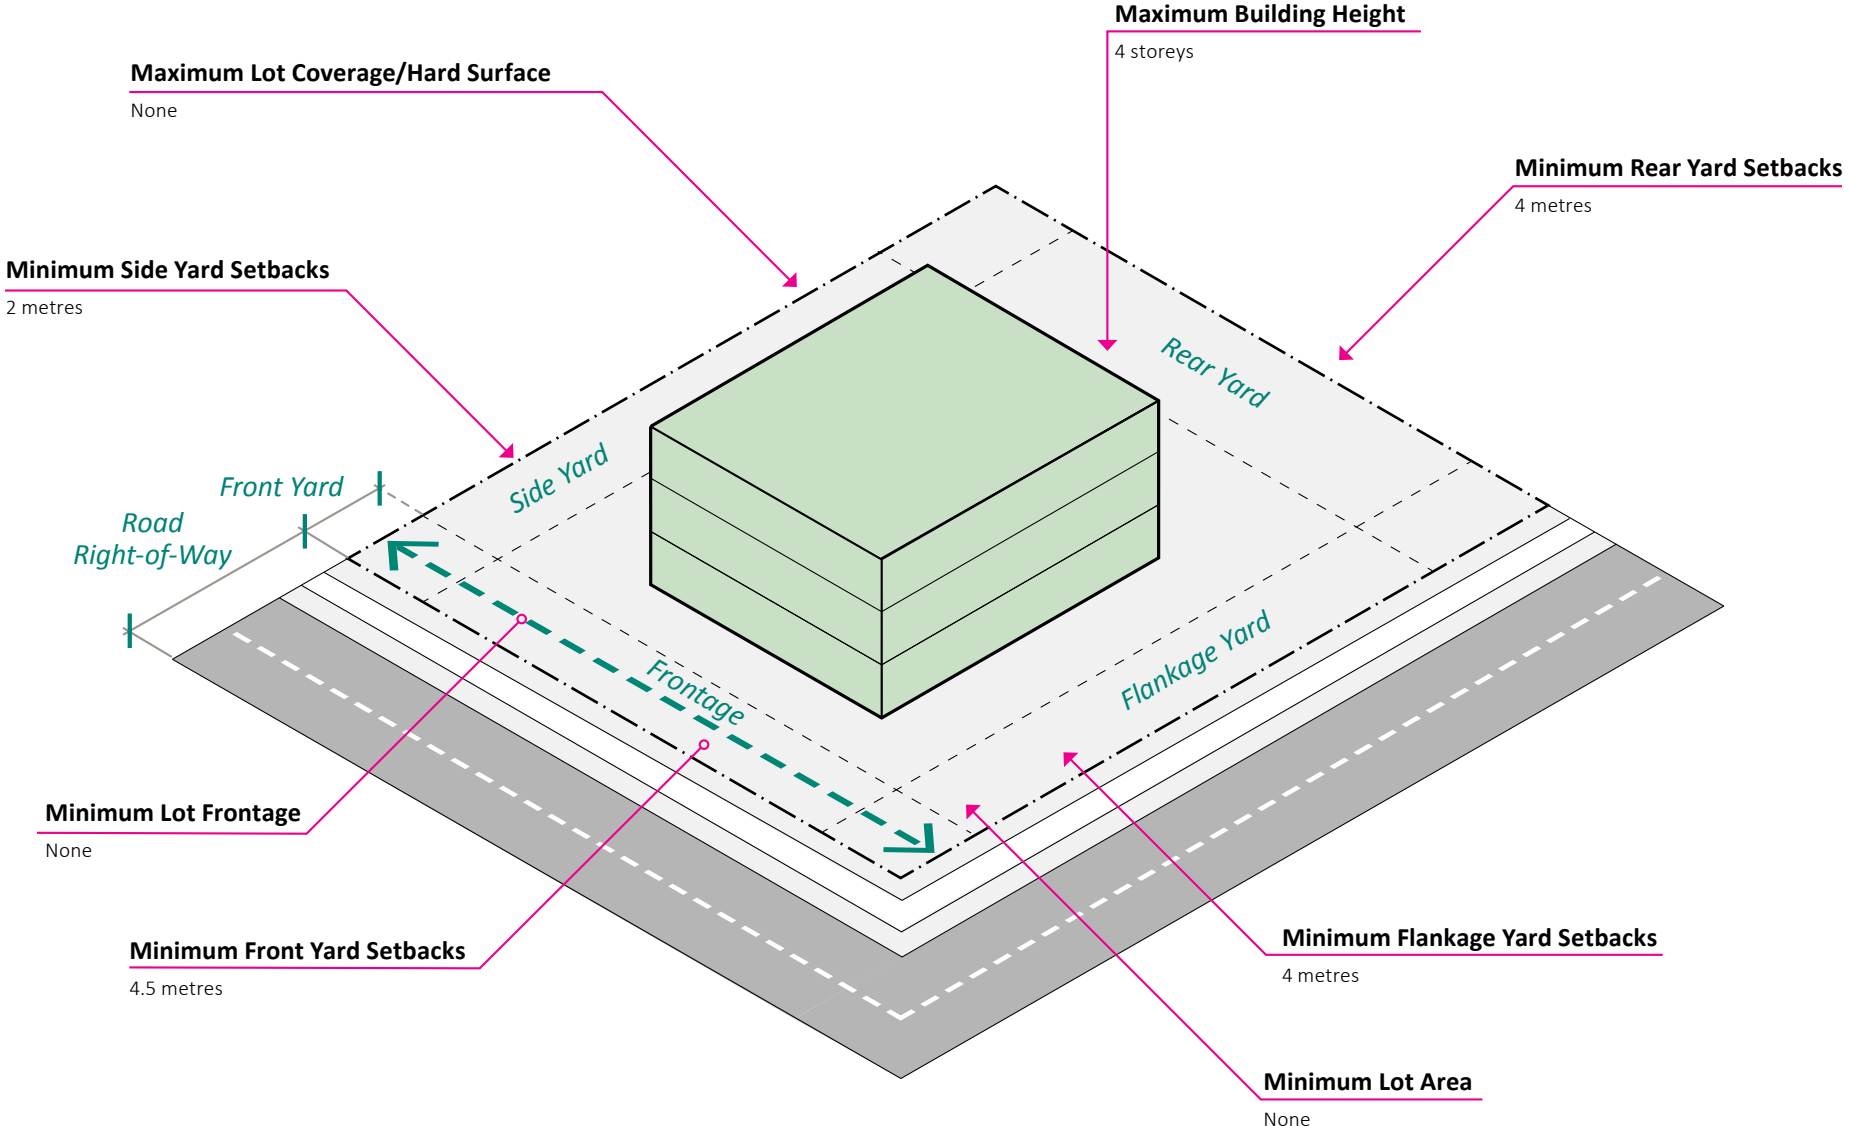 Maximum Building Height
4 storeys
Maximum Lot Coverage/Hard Surface
None
Minimum Rear Yard Setbacks
4 metres
Minimum Side Yard Setbacks
2 metres
Rear Yard
Side Yard
Front Yard
Road
Right-of-Way
Frontage
Flankage Yard
Minimum Lot Frontage
None
Minimum Front Yard Setbacks
4.5 metres
Minimum Flankage Yard Setbacks
4 metres
Minimum Lot Area
None